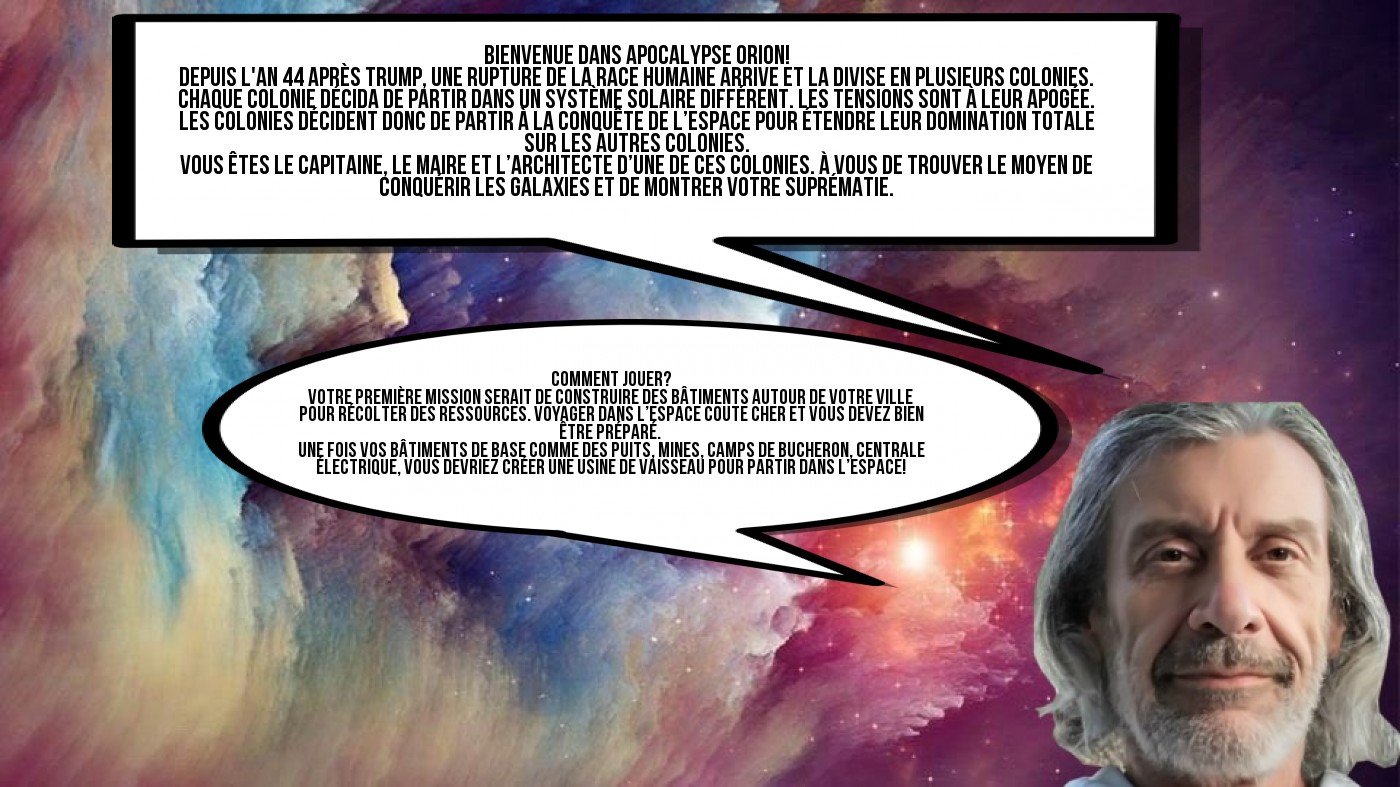 BIENVENUE DANS APOCALYPSE ORION!
DEPUIS L'AN 44 APRÈS TRUMP, UNE RUPTURE DE LA RACE HUMAINE ARRIVE ET LA DIVISE EN PLUSIEURS COLONIES.
CHAQUE COLONIE DÉCIDA DE PARTIR DANS UN SYSTÈME SOLAIRE DIFFÉRENT. LES TENSIONS SONT À LEUR APOGÉE.
LES COLONIES DÉCIDENT DONC DE PARTIR À LA CONQUÊTE DE L'ESPACE POUR ÉTENDRE LEUR DOMINATION TOTALE
SUR LES AUTRES COLONIES.
VOUS ÊTES LE CAPITAINE, LE MAIRE ET L'ARCHITECTE D'UNE DE CES COLONIES. À VOUS DE TROUVER LE MOYEN DE
CONQUÉRIR LES GALAXIES ET DE MONTRER VOTRE SUPRÉMATIE.
COMMENT JOUER?
VOTRE PREMIÈRE MISSION SERAIT DE CONSTRUIRE DES BÂTIMENTS AUTOUR DE VOTRE VILLE
POUR RÉCOLTER DES RESSOURCES. VOYAGER DANS L'ESPACE COUTE CHER ET VOUS DEVEZ BIEN
ÊTRE PRÉPARÉ.
UNE FOIS VOS BÂTIMENTS DE BASE COMME DES PUITS, MINES, CAMPS DE BUCHERON, CENTRALE
ÉLECTRIQUE, VOUS DEVRIEZ CRÉER UNE USINE DE VAISSEAU POUR PARTIR DANS L'ESPACE!